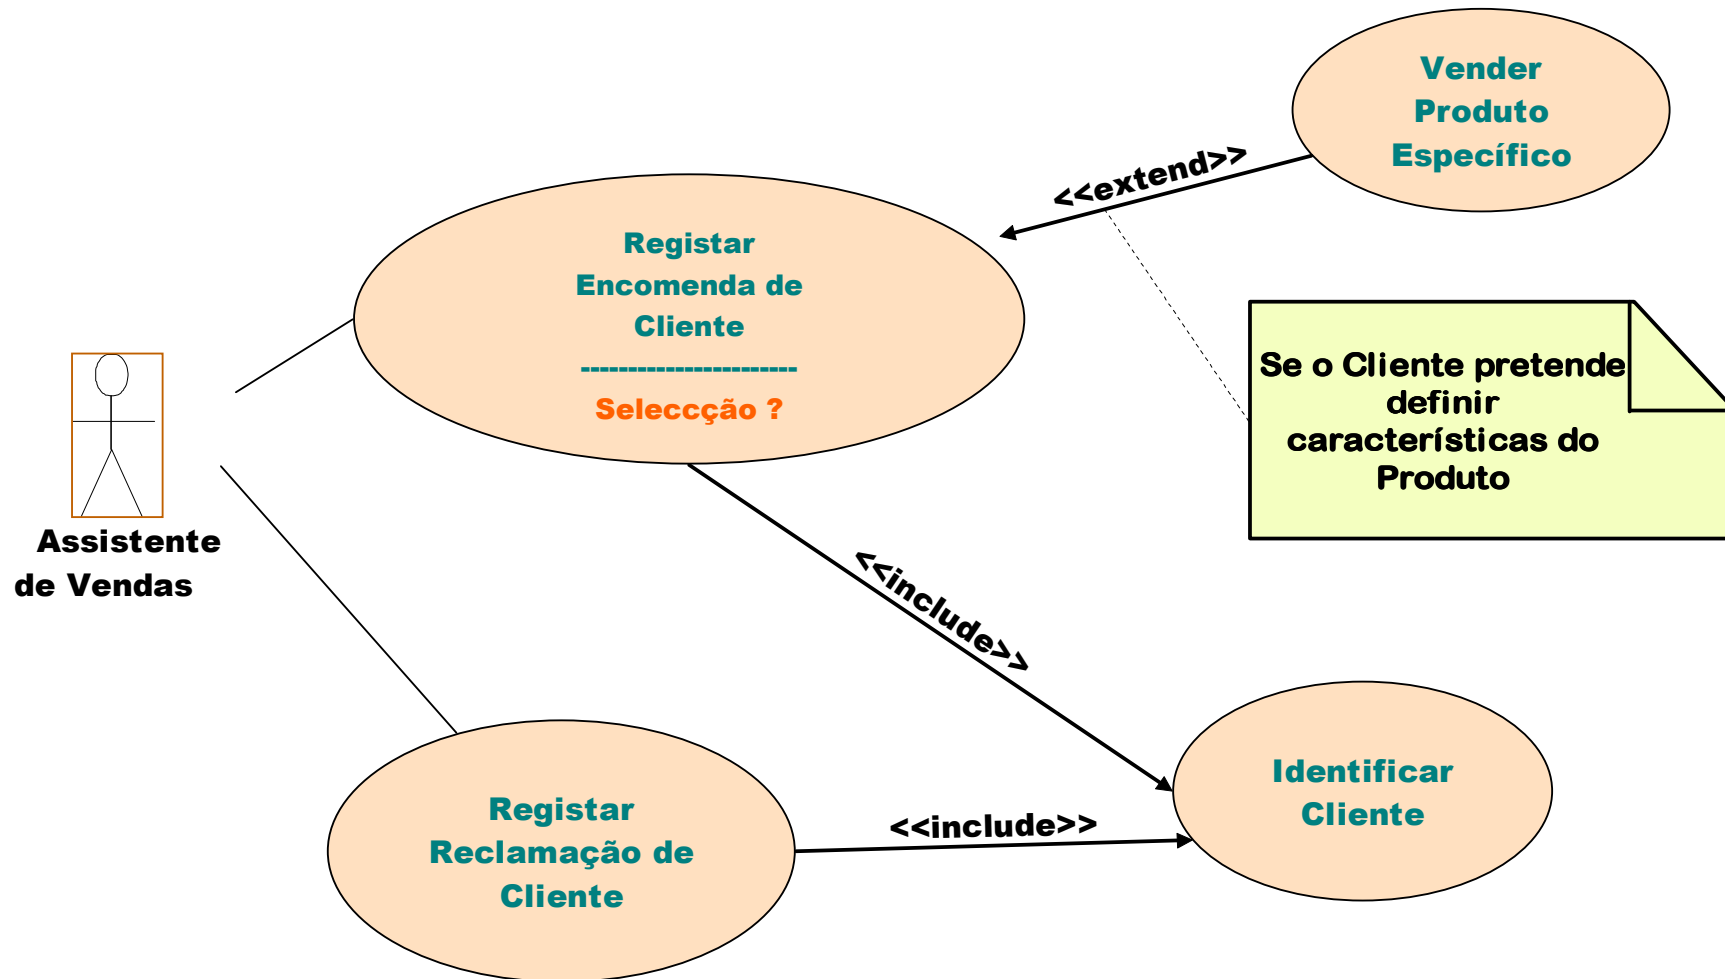 Vender
Produto
Específico
<<extend>>
Registar
Encomenda de
Cliente
-----------------------
Seleccção ?
Se o Cliente pretende
definir
características do
Produto
Assistente
de Vendas
<<include>>
Identificar
Cliente
<<include>>
Registar
Reclamação de
Cliente